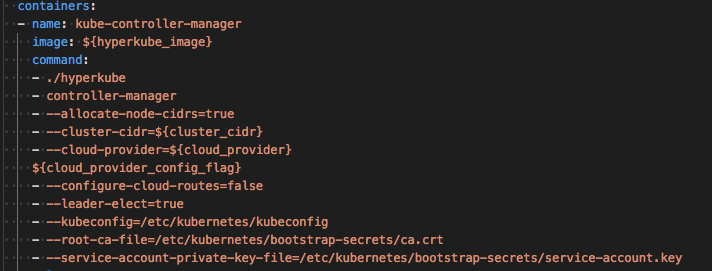 containers:
- name: kube-controller-manager
image: ${hyperkube_image}
command:
- ./hyperkube
- controller-manager
- --allocate-node-cidrs=true
- --cluster-cidr=${cluster_cidr}
- --cloud-provider=${cloud_provider}
${cloud_provider_config_flag}
- --configure-cloud-routes=false
- --leader-elect=true
- --kubeconfig=/etc/kubernetes/kubeconfig
- --root-ca-file=/etc/kubernetes/bootstrap-secrets/ca.crt
- --service-account-private-key-file=/etc/kubernetes/bootstrap-secrets/service-account.key